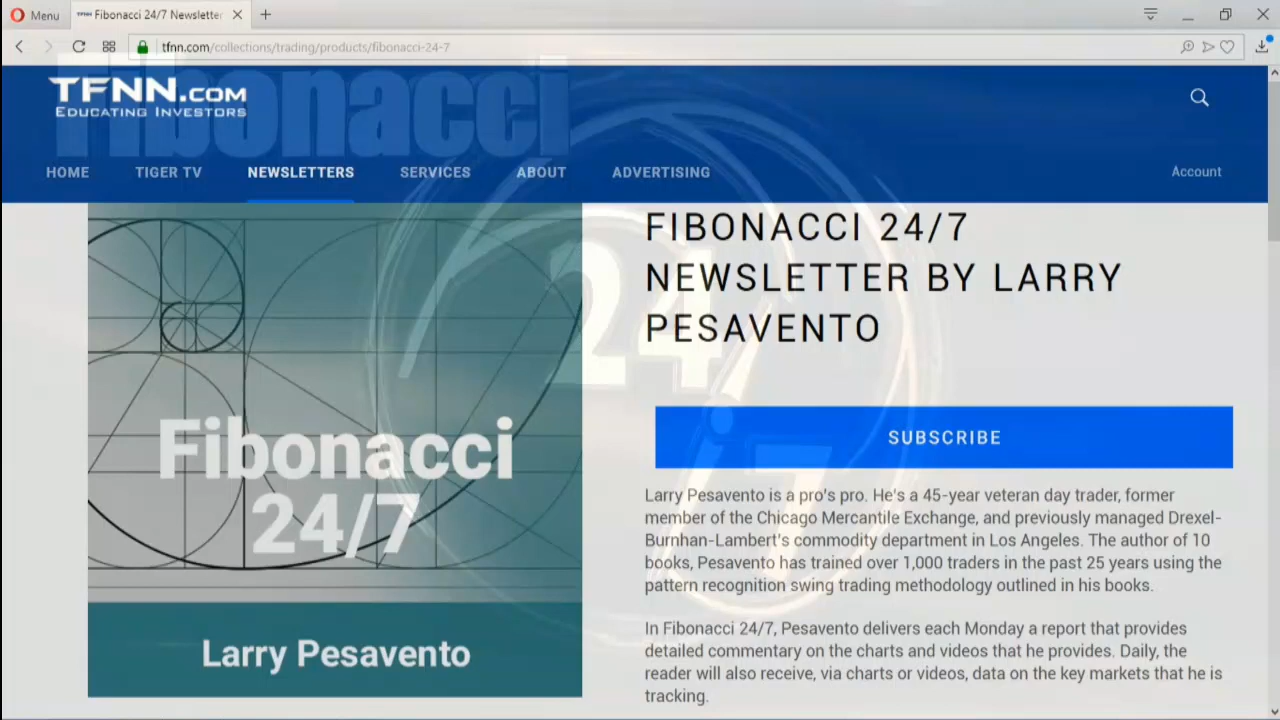 Menu
Fibonacci 24/7 Newsletter
tfnn.com/collections/trading/products/fibonacci-24-7
Fibonacci
TFNN.COM
EDUCATING INVESTORS
HOME
TIGER TV
NEWSLETTERS
SERVICES
ABOUT
ADVERTISING
Account
24
/7
Fibonacci
24/7
Larry Pesavento
FIBONACCI 24/7
NEWSLETTER BY LARRY
PESAVENTO
SUBSCRIBE
Larry Pesavento is a pro's pro. He's a 45-year veteran day trader, former
member of the Chicago Mercantile Exchange, and previously managed Drexel-
Burnhan-Lambert's commodity department in Los Angeles. The author of 10
books, Pesavento has trained over 1,000 traders in the past 25 years using the
pattern recognition swing trading methodology outlined in his books.
In Fibonacci 24/7, Pesavento delivers each Monday a report that provides
detailed commentary on the charts and videos that he provides. Daily, the
reader will also receive, via charts or videos, data on the key markets that he is
tracking.